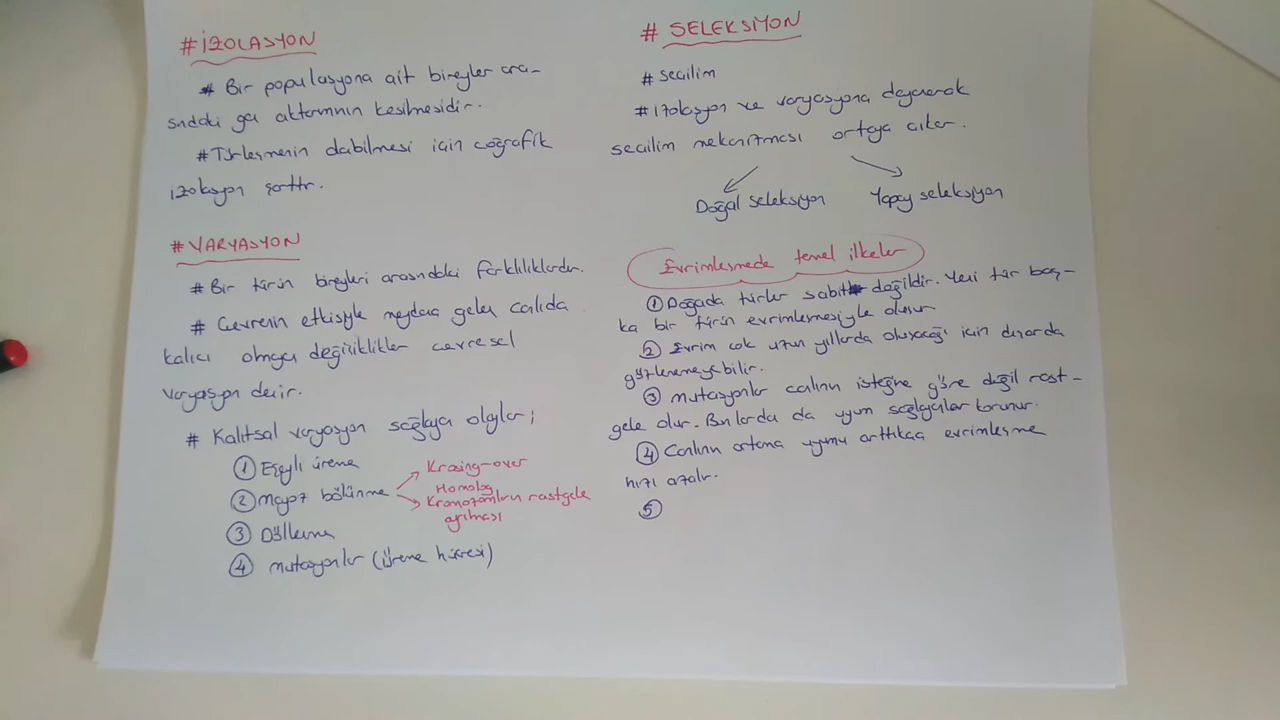 #İZOLASYON
* Bir populasyona ait bireyler ara-
sındaki gen aktarımının kesilmesidir.
#Türleşmenin olabilmesi için coğrafik
izolasyon şarttır.
#VARYASYON
# Bir türün bireyleri arasındaki farklılıklardır.
# Çevrenin etkisiyle meydana gelen canlıda
kalıcı olmayan değişiklikler çevresel
varyasyon denir.
# Kalıtsal varyasyon sağlayan olaylar;
① Eşeyli üreme
② mayoz bölünme
Krosing-over
Homolog
Kromozomların rastgele
ayrılması
③ Döllenme
④ mutasyonlar (üreme hücresi)
# SELEKSİYON
# seçilim
# izolasyon ve varyasyona dayanarak
seçilim mekanizması ortaya çıkar.
Doğal seleksiyon Yapay seleksiyon
Evrimleşmede temel ilkeler
① Doğada türler sabit değildir. Yeni tür baş-
ka bir türün evrimleşmesiyle olur
② Evrim çok uzun yıllarda oluşacağı için dışarda
gözlenemeyebilir.
③ mutasyonlar canlının isteğine göre değil rast-
gele olur. Bunlarda da uyum sağlayanlar korunur.
④ Canlının ortama uyumu arttıkça evrimleşme
hızı azalır.
⑤